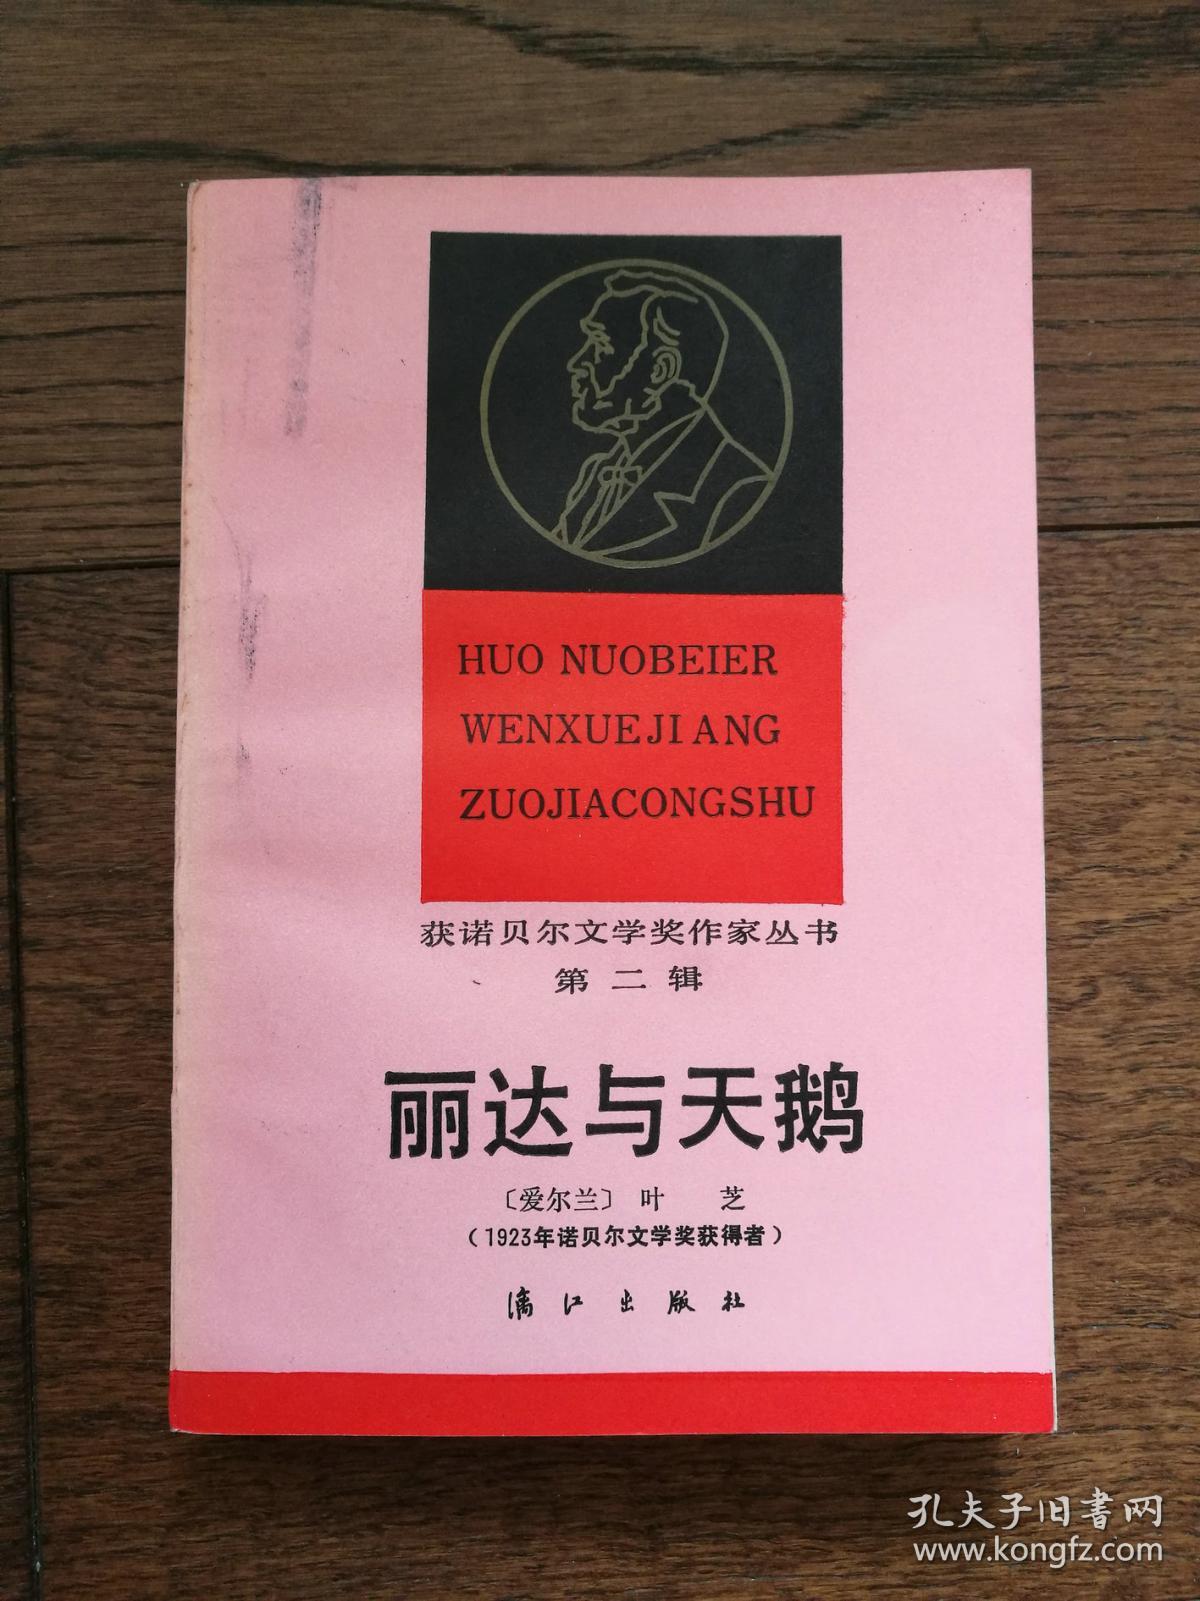 HUO NUOBEIER
WENXUEJIANG
ZUOJIACONGSHU
获诺贝尔文学奖作家丛书
第二辑
丽达与天鹅
〔爱尔兰〕叶 芝
(1923年诺贝尔文学奖获得者)
漓江出版社
孔夫子旧书网
www.kongfz.com